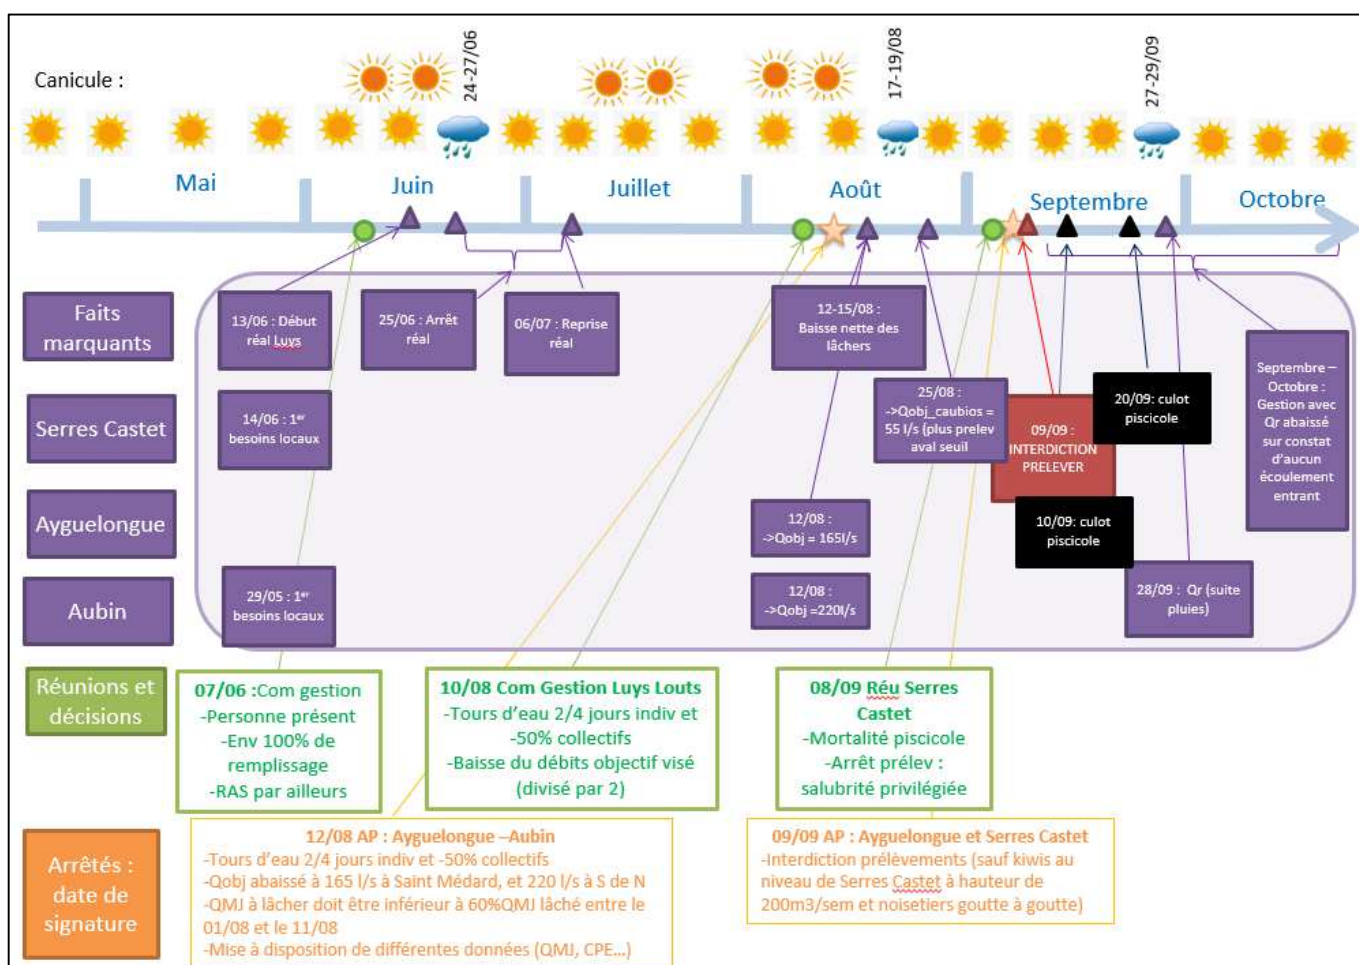 Canicule :
24-27/06
17-19/08
27-29/09
Mai
Juin
Juillet
Août
Septembre
Octobre
Faits
marquants
13/06 : Début
réal Luys
25/06 : Arrêt
réal
06/07 : Reprise
réal
12-15/08 :
Baisse nette des
lâchers
Septembre –
Octobre :
Gestion avec
Qr abaissé
sur constat
d'aucun
écoulement
entrant
Serres Castet
14/06 : 1er
besoins locaux
25/08 :
->Qobj_caubios =
55 l/s (plus prelev
aval seuil
09/09 :
INTERDICTION
PRELEVER
20/09: culot
piscicole
Ayguelongue
12/08 :
->Qobj = 165l/s
10/09: culot
piscicole
Aubin
29/05 : 1er
besoins locaux
12/08 :
->Qobj =220l/s
28/09 : Qr (suite
pluies)
Réunions et
décisions
07/06 :Com gestion
-Personne présent
-Env 100% de
remplissage
-RAS par ailleurs
10/08 Com Gestion Luys Louts
-Tours d'eau 2/4 jours indiv et
-50% collectifs
-Baisse du débits objectif visé
(divisé par 2)
08/09 Réu Serres
Castet
-Mortalité piscicole
-Arrêt prélev :
salubrité privilégiée
Arrêtés :
date de
signature
12/08 AP : Ayguelongue –Aubin
-Tours d'eau 2/4 jours indiv et -50% collectifs
-Qobj abaissé à 165 l/s à Saint Médard, et 220 l/s à S de N
-QMJ à lâcher doit être inférieur à 60%QMJ lâché entre le
01/08 et le 11/08
-Mise à disposition de différentes données (QMJ, CPE...)
09/09 AP : Ayguelongue et Serres Castet
-Interdiction prélèvements (sauf kiwis au
niveau de Serres Castet à hauteur de
200m3/sem et noisetiers goutte à goutte)